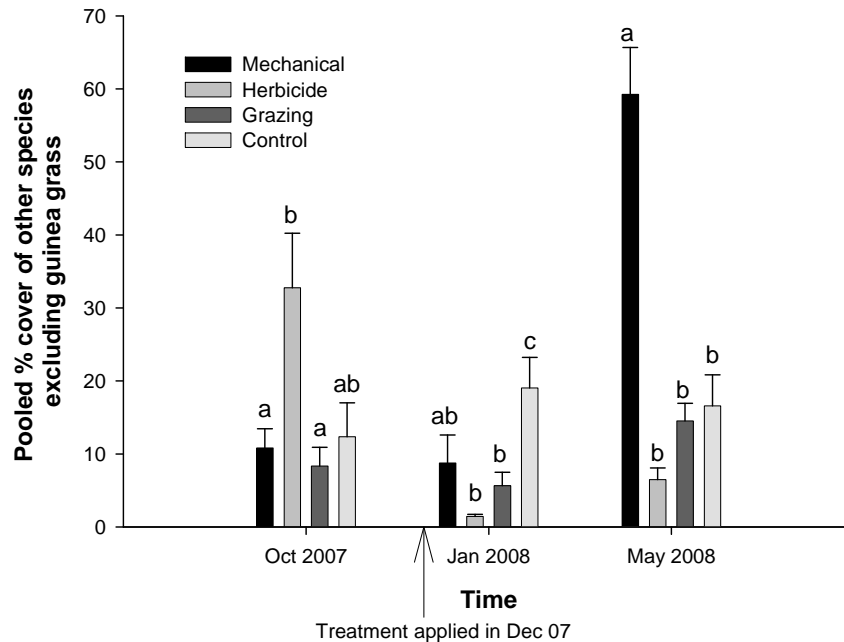 Pooled % cover of other species
excluding guinea grass
70
60
50
40
30
20
10
0
Mechanical
Herbicide
Grazing
Control
a
b
a
ab
ab
b
b
c
a
b
b
b
Oct 2007
Jan 2008
May 2008
Time
Treatment applied in Dec 07